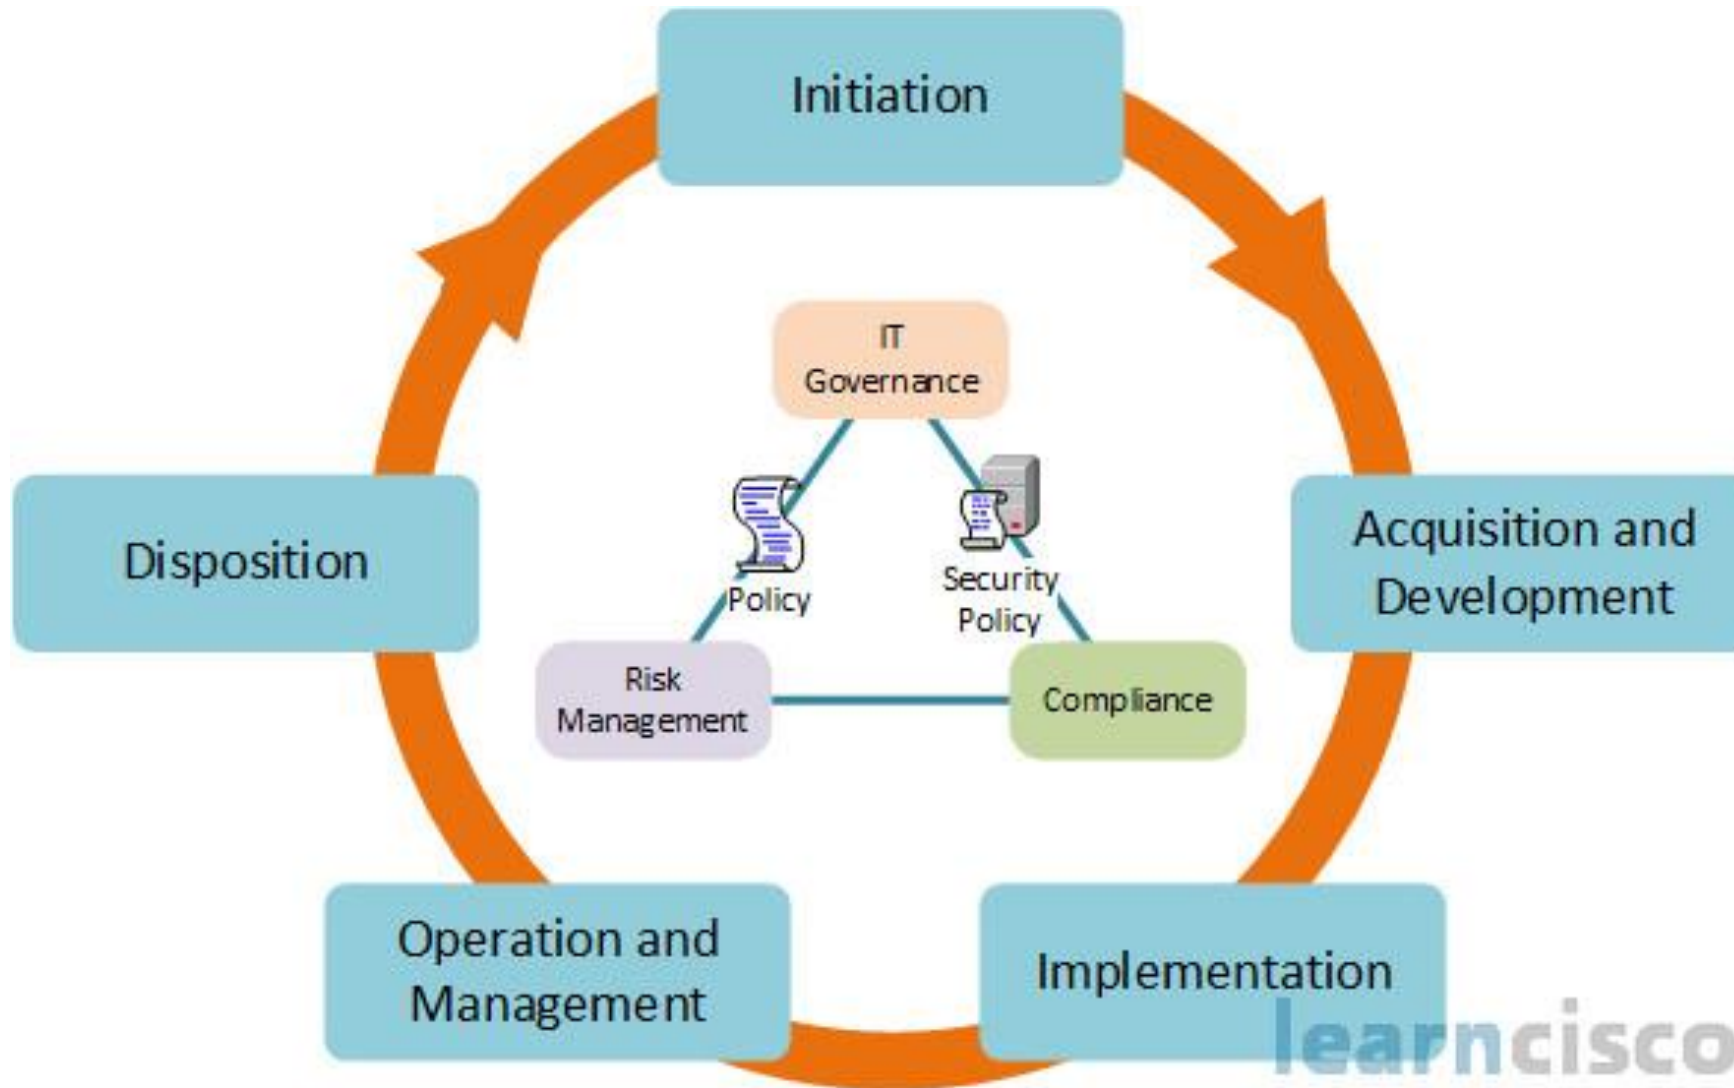 Initiation
IT
Governance
Policy
Security
Policy
Risk
Management
Compliance
Disposition
Acquisition and
Development
Operation and
Management
Implementation
learncisco